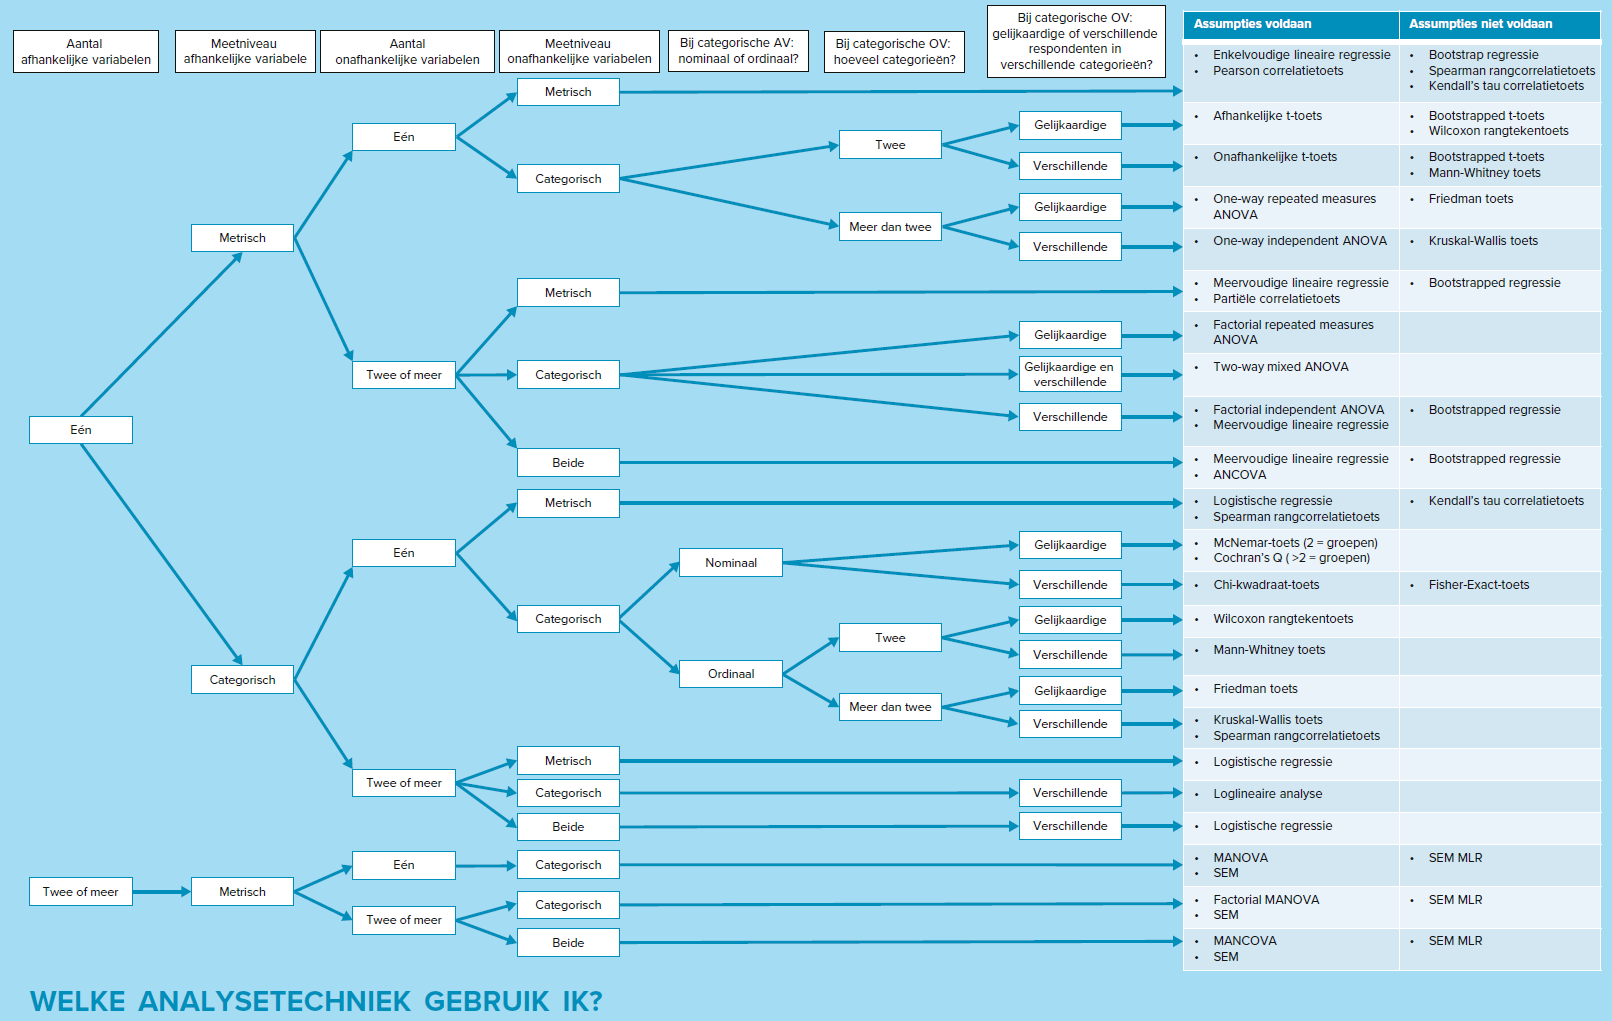 Aantal
afhankelijke variabelen
Meetniveau
afhankelijke variabele
Aantal
onafhankelijke variabelen
Meetniveau
onafhankelijke variabelen
Bij categorische AV:
nominaal of ordinaal?
Bij categorische OV:
hoeveel categorieën?
Bij categorische OV:
gelijkaardige of verschillende
respondenten in
verschillende categorieën?
Assumpties voldaan
Assumpties niet voldaan
Eén
Metrisch
Eén
Metrisch
• Enkelvoudige lineaire regressie
• Pearson correlatietoets
• Bootstrap regressie
• Spearman rangcorrelatietoets
• Kendall's tau correlatietoets
Categorisch
Twee
Gelijkaardige
• Afhankelijke t-toets
• Bootstrapped t-toets
• Wilcoxon rangtekentoets
Verschillende
• Onafhankelijke t-toets
• Bootstrapped t-toets
• Mann-Whitney toets
Meer dan twee
Gelijkaardige
• One-way repeated measures
ANOVA
• Friedman toets
Verschillende
• One-way independent ANOVA
• Kruskal-Wallis toets
Twee of meer
Metrisch
• Meervoudige lineaire regressie
• Partiële correlatietoets
• Bootstrapped regressie
Categorisch
Gelijkaardige
• Factorial repeated measures
ANOVA
Gelijkaardige en
verschillende
• Two-way mixed ANOVA
Verschillende
• Factorial independent ANOVA
• Meervoudige lineaire regressie
• Bootstrapped regressie
Beide
• Meervoudige lineaire regressie
• ANCOVA
• Bootstrapped regressie
Categorisch
Eén
Metrisch
• Logistische regressie
• Spearman rangcorrelatietoets
• Kendall's tau correlatietoets
Categorisch
Nominaal
Gelijkaardige
• McNemar-toets (2 = groepen)
• Cochran's Q ( >2 = groepen)
Verschillende
• Chi-kwadraat-toets
• Fisher-Exact-toets
Ordinaal
Twee
Gelijkaardige
• Wilcoxon rangtekentoets
Verschillende
• Mann-Whitney toets
Meer dan twee
Gelijkaardige
• Friedman toets
Verschillende
• Kruskal-Wallis toets
• Spearman rangcorrelatietoets
Twee of meer
Metrisch
• Logistische regressie
Categorisch
Verschillende
• Loglineaire analyse
Beide
Verschillende
• Logistische regressie
Twee of meer
Metrisch
Eén
Categorisch
• MANOVA
• SEM
• SEM MLR
Twee of meer
Categorisch
• Factorial MANOVA
• SEM
• SEM MLR
Beide
• MANCOVA
• SEM
• SEM MLR
WELKE ANALYSETECHNIEK GEBRUIK IK?